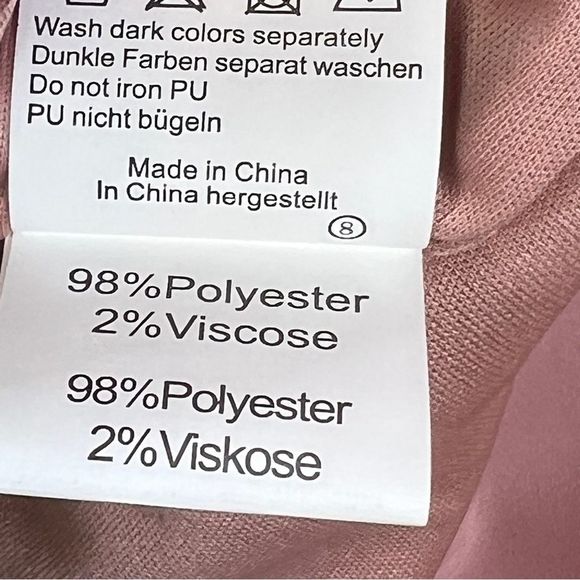 Wash dark colors separately
Dunkle Farben separat waschen
Do not iron PU
PU nicht bügeln
Made in China
In China hergestellt
8
98%Polyester
2%Viscose
98%Polyester
2%Viskose